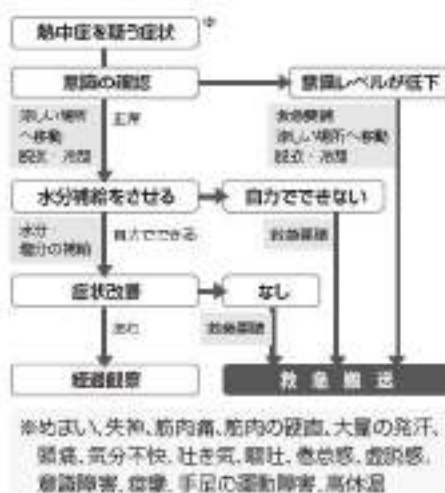 熱中症を疑う症状 ※
意識の確認
意識レベルが低下
涼しい場所
へ移動
脱衣・冷却
正常
救急要請
涼しい場所へ移動
脱衣・冷却
水分補給をさせる
自力でできない
水分
塩分の補給
自力でできる
救急要請
症状改善
なし
あり
救急要請
経過観察
救急搬送
※めまい、失神、筋肉痛、筋肉の硬直、大量の発汗、
頭痛、気分不快、吐き気、嘔吐、倦怠感、虚脱感、
意識障害、痙攣、手足の運動障害、高体温